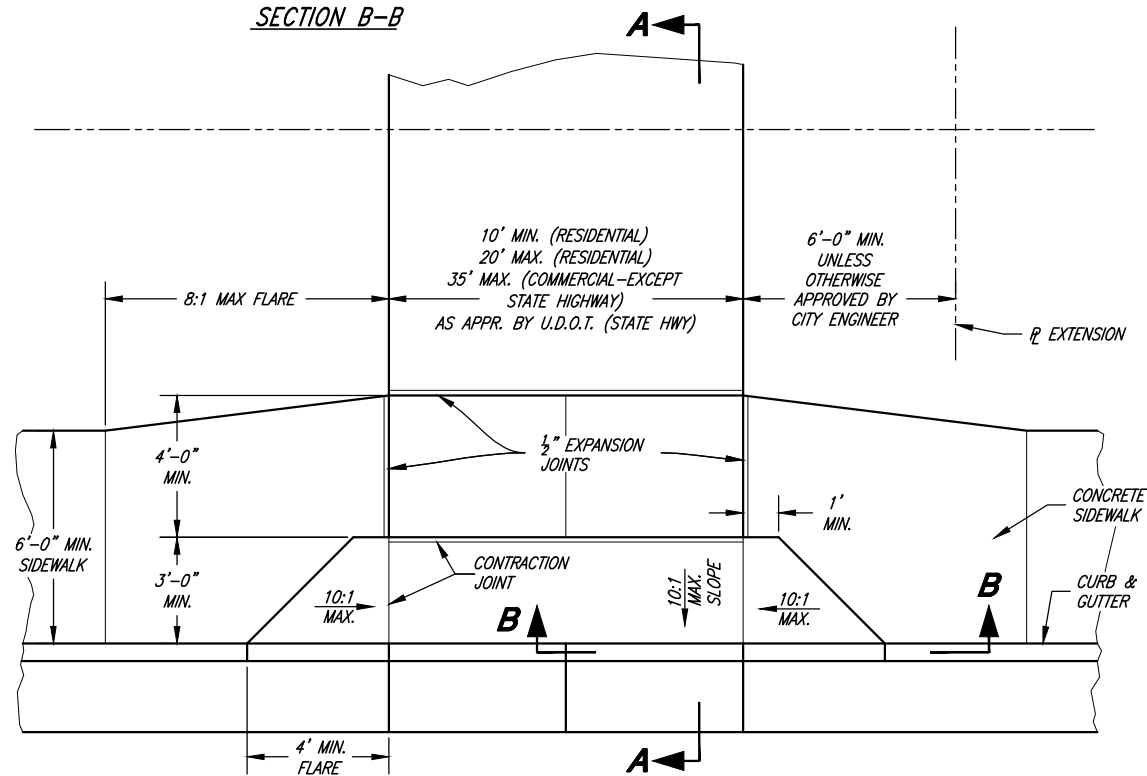 SECTION B-B
A
10' MIN. (RESIDENTIAL)
20' MAX. (RESIDENTIAL)
35' MAX. (COMMERCIAL-EXCEPT
STATE HIGHWAY)
AS APPR. BY U.D.O.T. (STATE HWY)
6'-0" MIN.
UNLESS
OTHERWISE
APPROVED BY
CITY ENGINEER
8:1 MAX FLARE
PL EXTENSION
4'-0"
MIN.
1/2" EXPANSION
JOINTS
1'
MIN.
CONCRETE
SIDEWALK
6'-0" MIN.
SIDEWALK
3'-0"
MIN.
CONTRACTION
JOINT
10:1
MAX.
10:1
MAX.
SLOPE
10:1
MAX.
CURB &
GUTTER
B
B
4' MIN.
FLARE
A